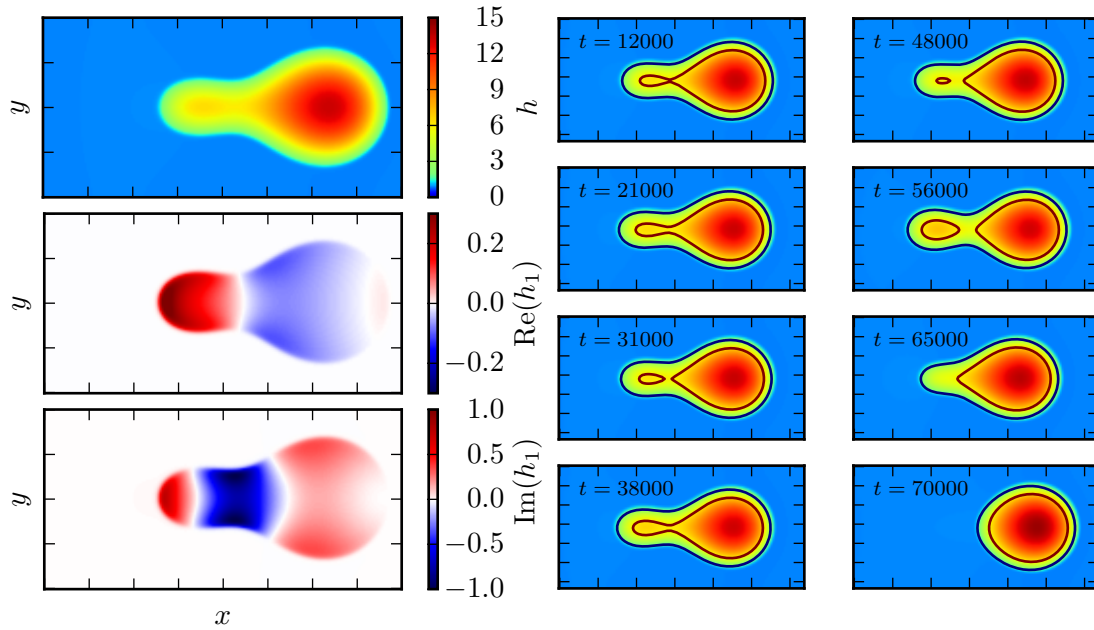 y
15
12
9
6
3
0
h
y
0.2
0.0
−0.2
Re(h₁)
y
1.0
0.5
0.0
−0.5
−1.0
Im(h₁)
x
t = 12000
t = 48000
t = 21000
t = 56000
t = 31000
t = 65000
t = 38000
t = 70000